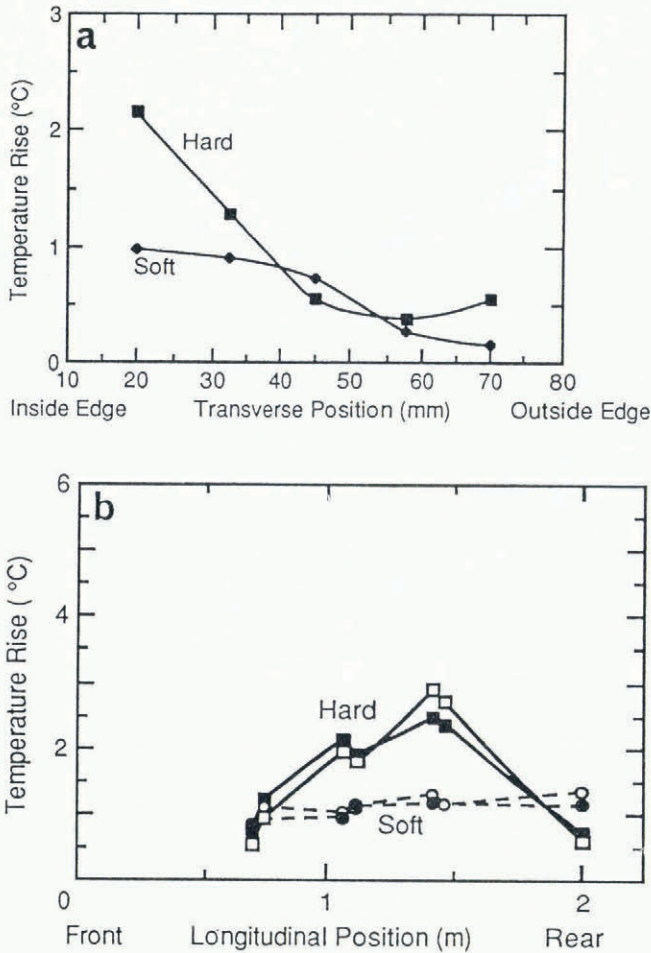 a
3
2
1
0
Temperature Rise (°C)
Hard
Soft
10 20 30 40 50 60 70 80
Inside Edge Transverse Position (mm) Outside Edge
b
6
4
2
0
Temperature Rise ( °C)
Hard
Soft
0 1 2
Front Longitudinal Position (m) Rear